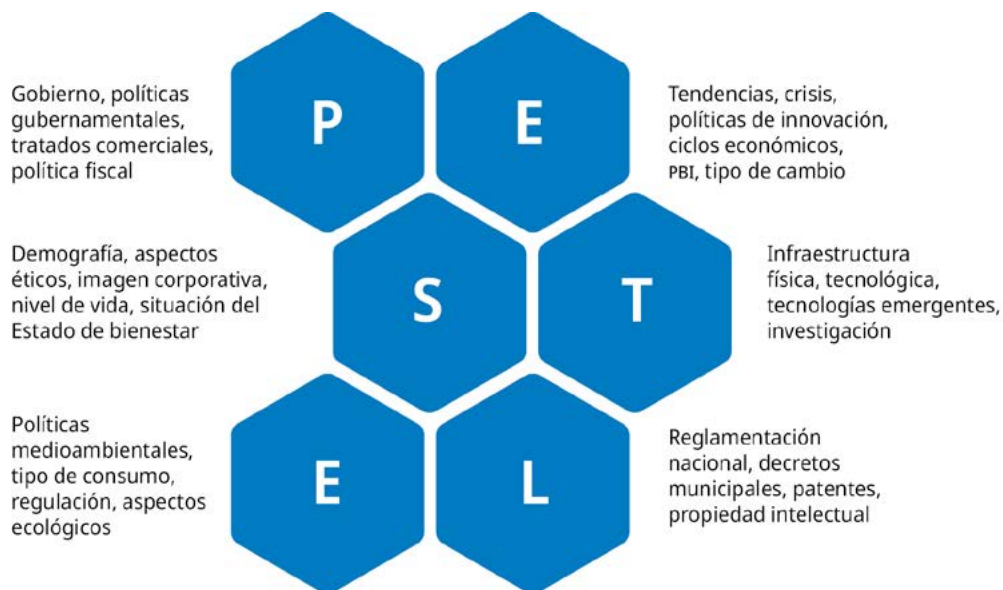 P
E
Gobierno, políticas
gubernamentales,
tratados comerciales,
política fiscal
Tendencias, crisis,
políticas de innovación,
ciclos económicos,
PBI, tipo de cambio
S
T
Demografía, aspectos
éticos, imagen corporativa,
nivel de vida, situación del
Estado de bienestar
Infraestructura
física, tecnológica,
tecnologías emergentes,
investigación
E
L
Políticas
medioambientales,
tipo de consumo,
regulación, aspectos
ecológicos
Reglamentación
nacional, decretos
municipales, patentes,
propiedad intelectual